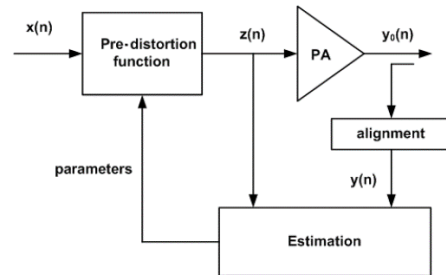 x(n)
Pre-distortion
function
z(n)
PA
y₀(n)
alignment
parameters
y(n)
Estimation